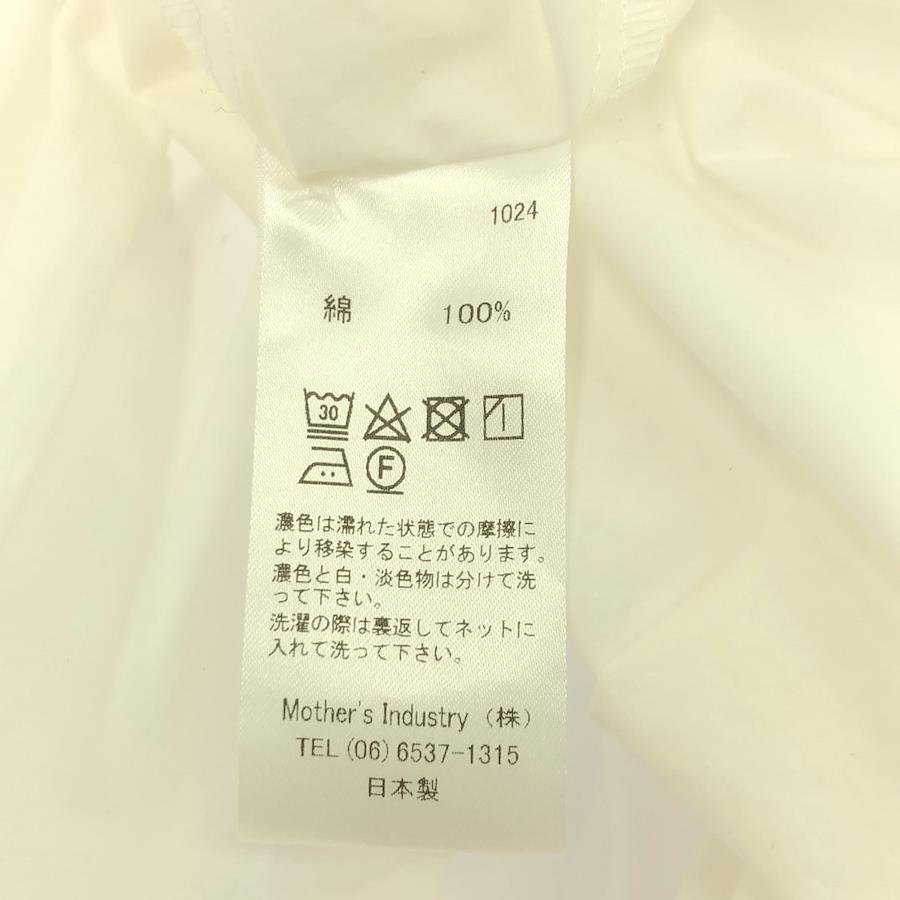 1024
綿 100%
30
F
濃色は濡れた状態での摩擦に
より移染することがあります。
濃色と白・淡色物は分けて洗
って下さい。
洗濯の際は裏返してネットに
入れて洗って下さい。
Mother's Industry（株）
TEL (06) 6537-1315
日本製